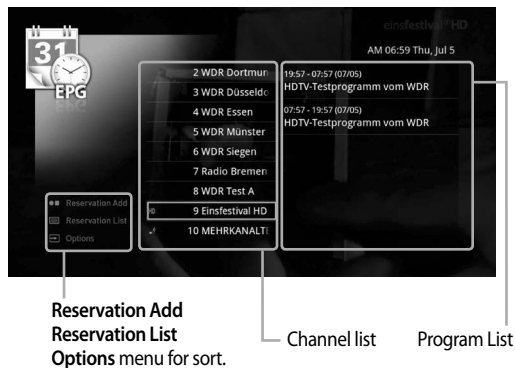 einsfestival HD
AM 06:59 Thu, Jul 5
31
EPG
2 WDR Dortmun
3 WDR Düsseldo
4 WDR Essen
5 WDR Münster
6 WDR Siegen
7 Radio Bremen
8 WDR Test A
HD 9 Einsfestival HD
10 MEHRKANALTE
19:57 - 07:57 (07/05)
HDTV-Testprogramm vom WDR
07:57 - 19:57 (07/05)
HDTV-Testprogramm vom WDR
Reservation Add
Reservation List
Options
Reservation Add
Reservation List
Options menu for sort.
Channel list
Program List